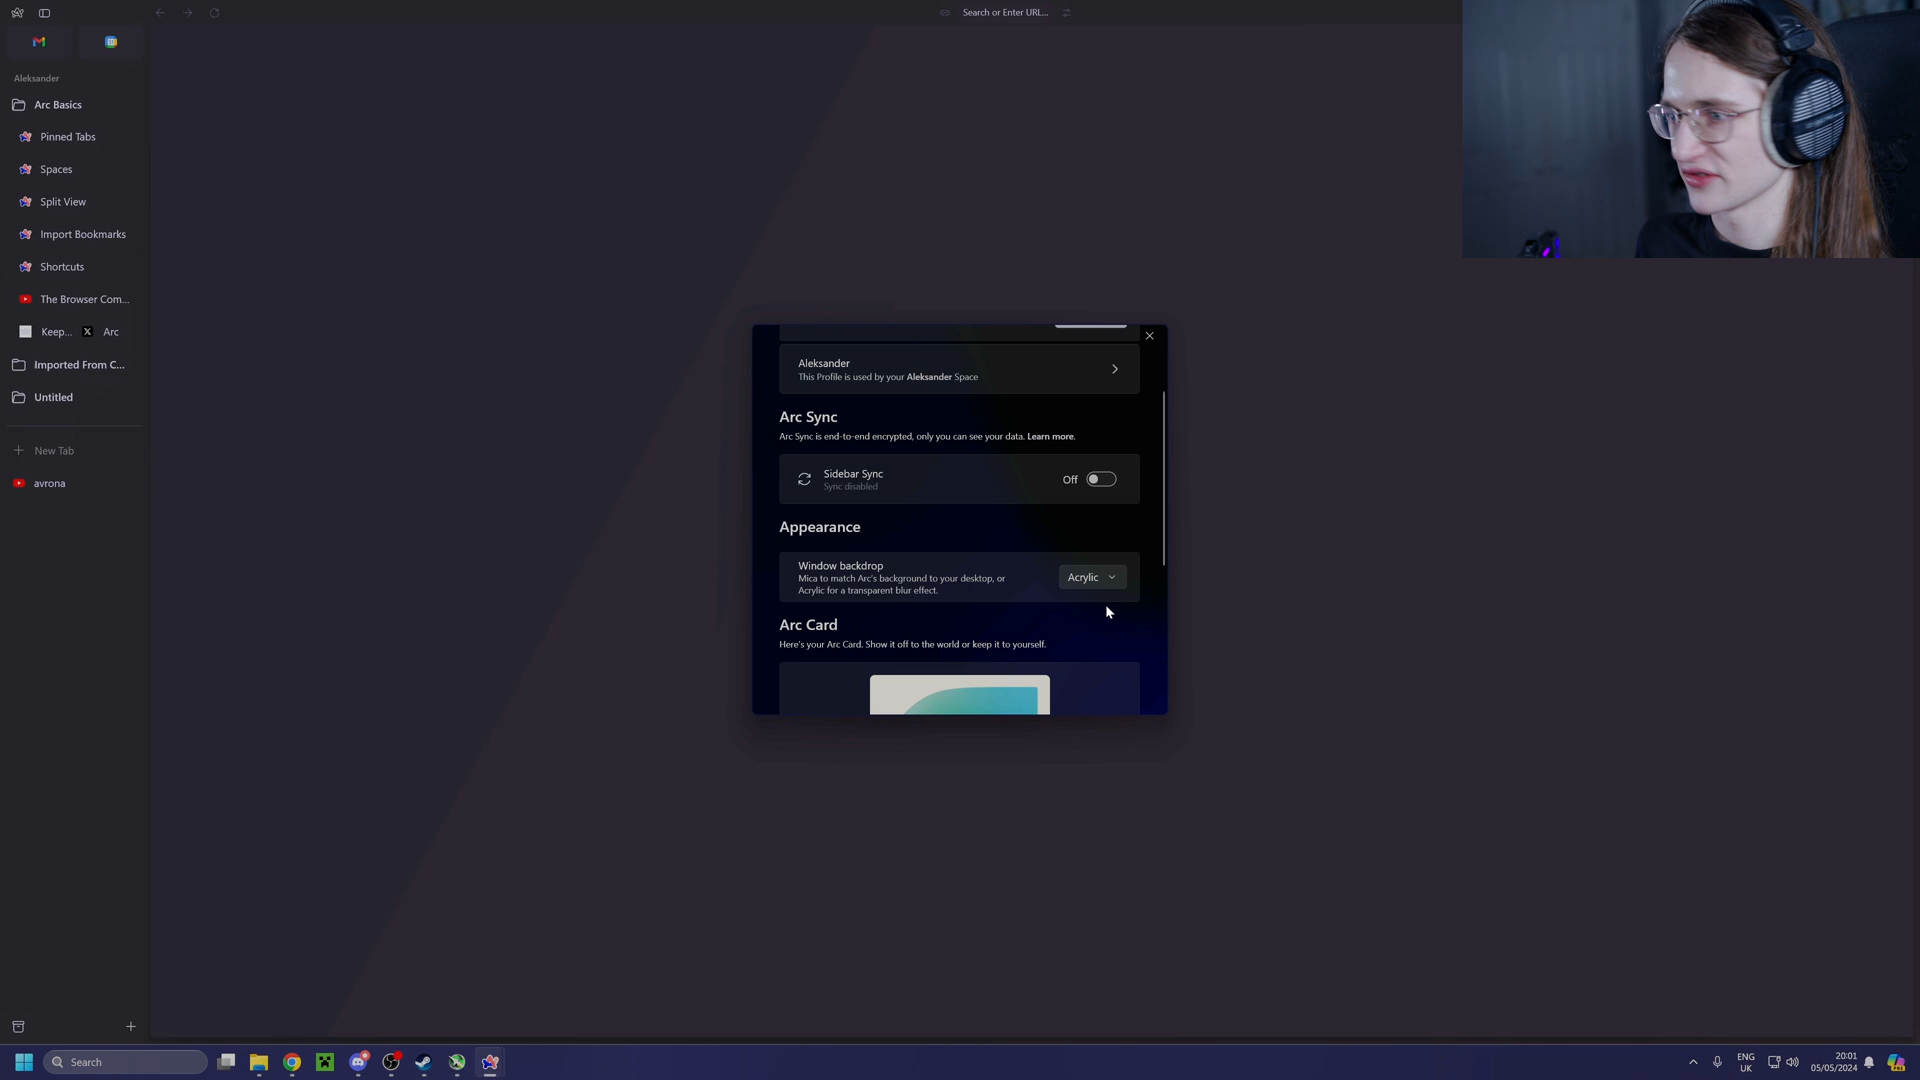 Search or Enter URL...
Aleksander
Arc Basics
Pinned Tabs
Spaces
Split View
Import Bookmarks
Shortcuts
The Browser Com...
Keep... Arc
Imported From C...
Untitled
New Tab
avrona
Aleksander
This Profile is used by your Aleksander Space
Arc Sync
Arc Sync is end-to-end encrypted, only you can see your data. Learn more.
Sidebar Sync
Sync disabled
Off
Appearance
Window backdrop
Mica to match Arc's background to your desktop, or
Acrylic for a transparent blur effect.
Acrylic
Arc Card
Here's your Arc Card. Show it off to the world or keep it to yourself.
Search
ENG
UK
20:01
05/05/2024